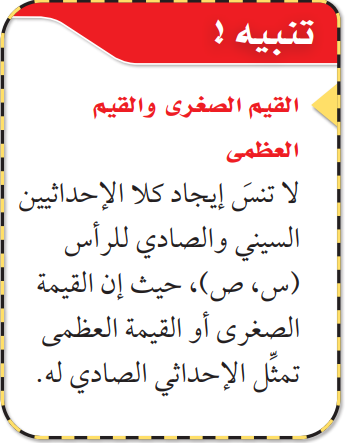 تنبيه !
القيم الصغرى والقيم
العظمى
لا تنسَ إيجاد كلا الإحداثيين
السيني والصادي للرأس
(س، ص)، حيث إن القيمة
الصغرى أو القيمة العظمى
تمثِّل الإحداثي الصادي له.